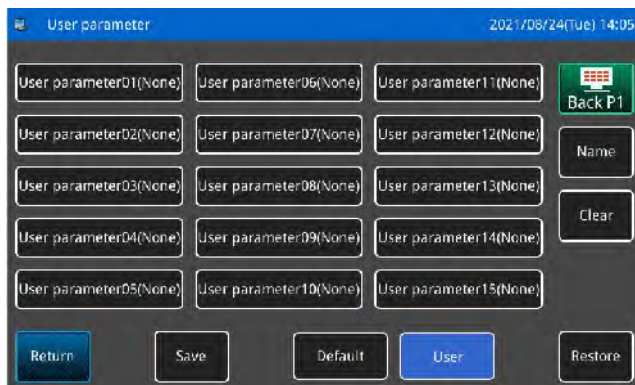 User parameter 2021/08/24(Tue) 14:05
User parameter01(None) User parameter06(None) User parameter11(None)
Back P1
User parameter02(None) User parameter07(None) User parameter12(None)
Name
User parameter03(None) User parameter08(None) User parameter13(None)
Clear
User parameter04(None) User parameter09(None) User parameter14(None)
User parameter05(None) User parameter10(None) User parameter15(None)
Return Save Default User Restore